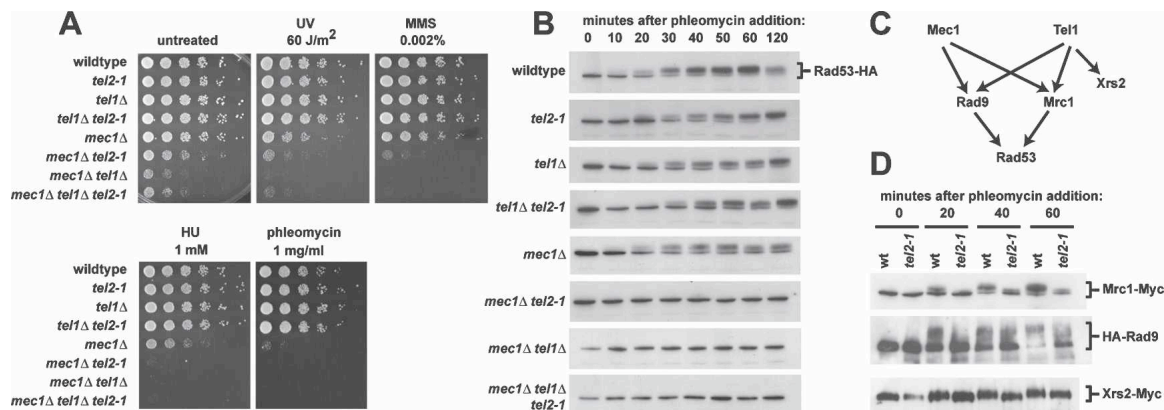 A
untreated
UV
60 J/m2
MMS
0.002%
wildtype
tel2-1
tel1Δ
tel1Δ tel2-1
mec1Δ
mec1Δ tel2-1
mec1Δ tel1Δ
mec1Δ tel1Δ tel2-1
HU
1 mM
phleomycin
1 mg/ml
wildtype
tel2-1
tel1Δ
tel1Δ tel2-1
mec1Δ
mec1Δ tel2-1
mec1Δ tel1Δ
mec1Δ tel1Δ tel2-1
B
minutes after phleomycin addition:
0 10 20 30 40 50 60 120
wildtype
Rad53-HA
tel2-1
tel1Δ
tel1Δ tel2-1
mec1Δ
mec1Δ tel2-1
mec1Δ tel1Δ
mec1Δ tel1Δ
tel2-1
C
Mec1 Tel1
Rad9 Mrc1 Xrs2
Rad53
D
minutes after phleomycin addition:
0 20 40 60
wt tel2-1 wt tel2-1 wt tel2-1 wt tel2-1
Mrc1-Myc
HA-Rad9
Xrs2-Myc